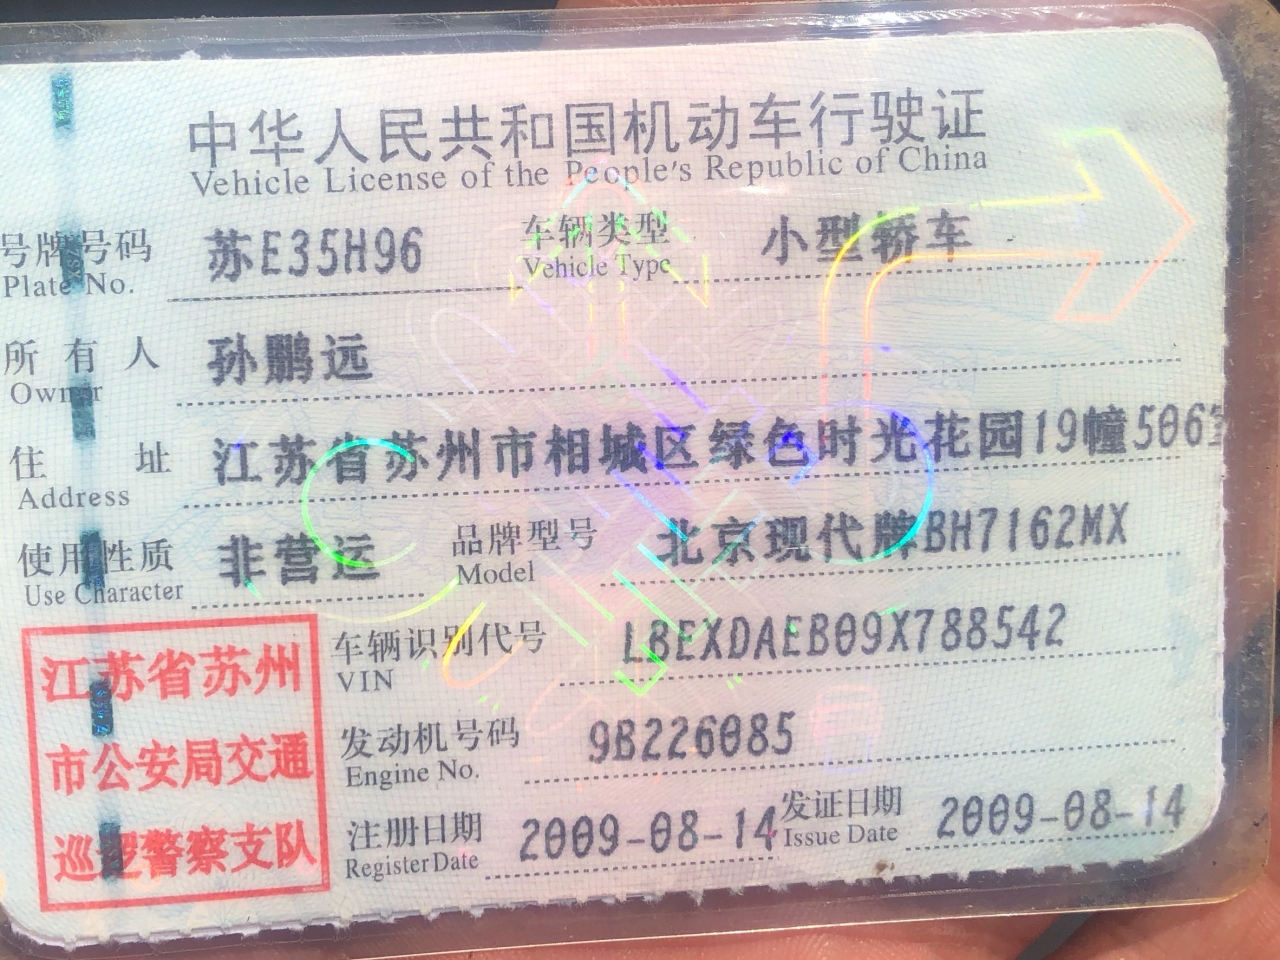 中华人民共和国机动车行驶证
Vehicle License of the People's Republic of China
号牌号码 苏E35H96 车辆类型 小型轿车
Plate No. Vehicle Type
所有人 孙鹏远
Owner
住址 江苏省苏州市相城区绿色时光花园19幢506室
Address
使用性质 非营运 品牌型号 北京现代牌BH7162MX
Use Character Model
车辆识别代号 LBEXDAEB09X788542
VIN
发动机号码 9B226085
Engine No.
注册日期 2009-08-14 发证日期 2009-08-14
Register Date Issue Date
江苏省苏州
市公安局交通
巡逻警察支队